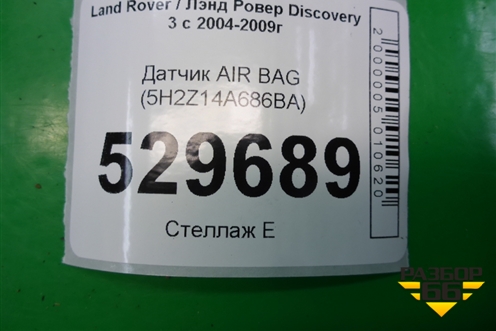 Land Rover / Лэнд Ровер Discovery
3 с 2004-2009г
Датчик AIR BAG
(5H2Z14A686BA)
529689
Стеллаж Е
2000005010620
РАЗБОР
66